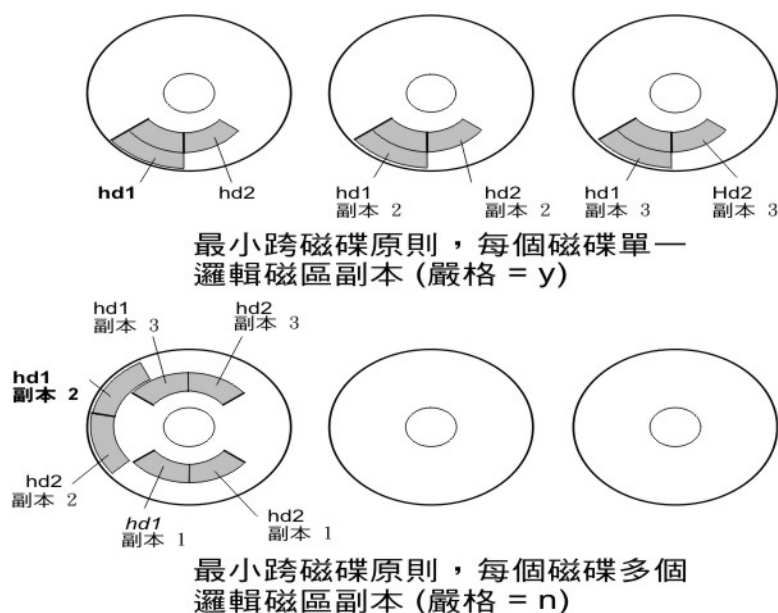 hd1
hd2
hd1
副本 2
hd2
副本 2
hd1
副本 3
Hd2
副本 3
最小跨磁碟原則，每個磁碟單一
邏輯磁區副本 (嚴格 = y)
hd1
副本 3
hd2
副本 3
hd1
副本 2
hd2
副本 2
hd1
副本 1
hd2
副本 1
最小跨磁碟原則，每個磁碟多個
邏輯磁區副本 (嚴格 = n)